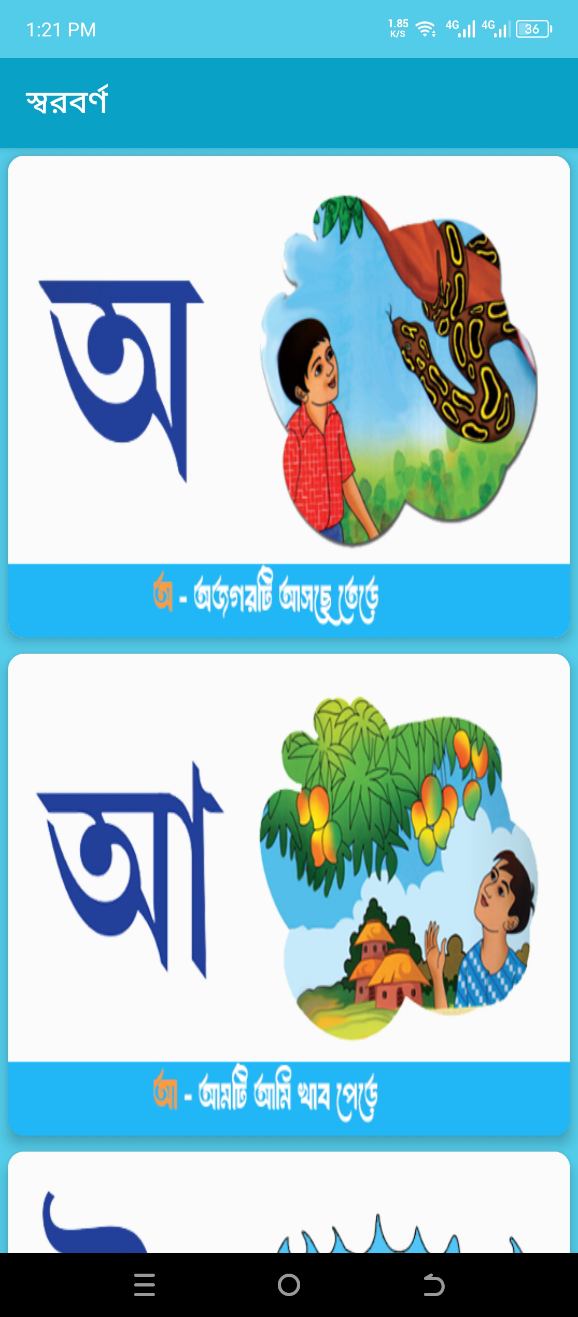 1:21 PM
1.85 K/S 4G 4G 36
স্বরবর্ণ
অ
অ - অজগরটি আসছে তেড়ে
আ
আ - আমটি আমি খাব পেড়ে